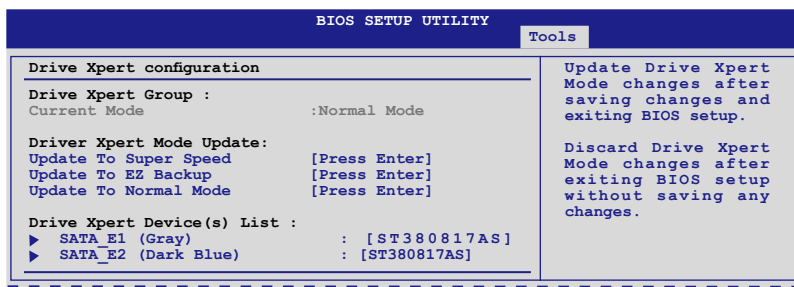 BIOS SETUP UTILITY
Tools
Drive Xpert configuration
Drive Xpert Group :
Current Mode :Normal Mode
Driver Xpert Mode Update:
Update To Super Speed [Press Enter]
Update To EZ Backup [Press Enter]
Update To Normal Mode [Press Enter]
Drive Xpert Device(s) List :
SATA_E1 (Gray) : [ST380817AS]
SATA_E2 (Dark Blue) : [ST380817AS]
Update Drive Xpert
Mode changes after
saving changes and
exiting BIOS setup.
Discard Drive Xpert
Mode changes after
exiting BIOS setup
without saving any
changes.